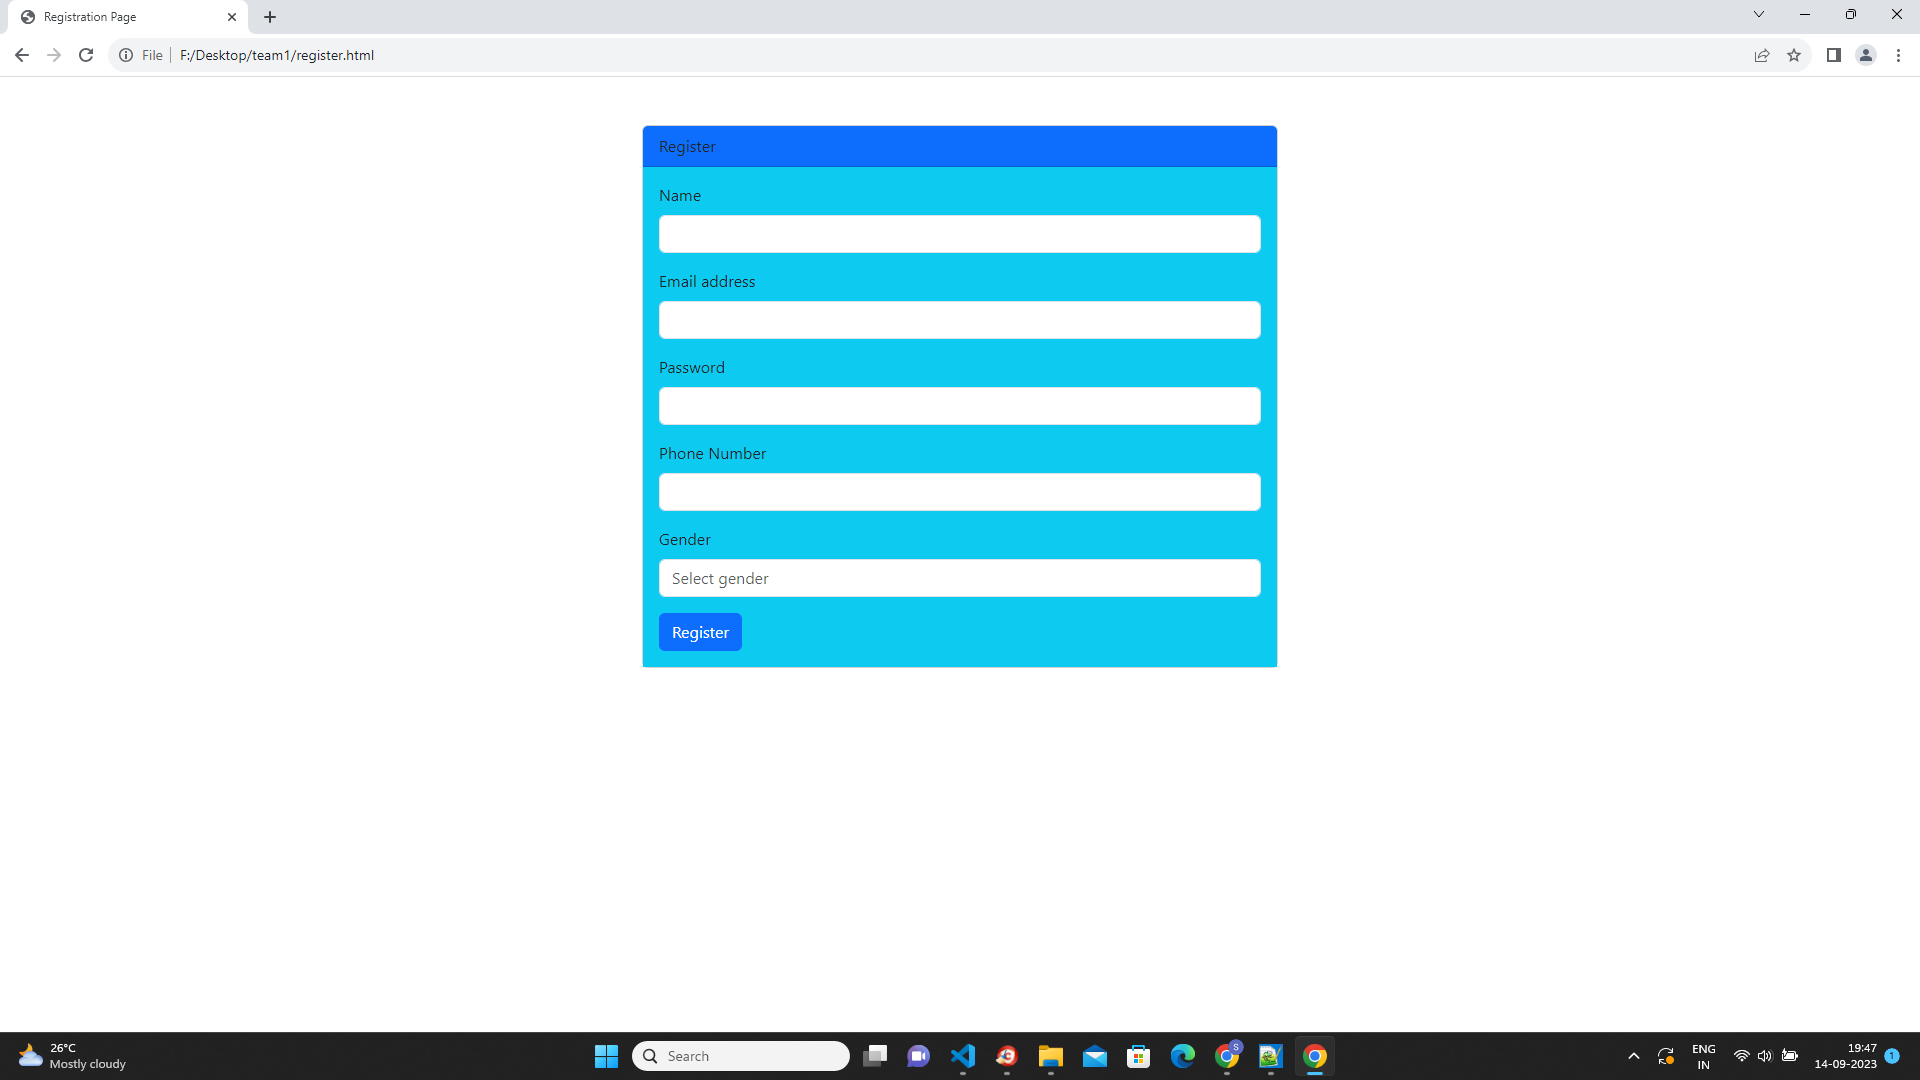 Registration Page
File
F:/Desktop/team1/register.html
Register
Name
Email address
Password
Phone Number
Gender
Select gender
Register
26°C
Mostly cloudy
Search
S
ENG
IN
19:47
14-09-2023
1